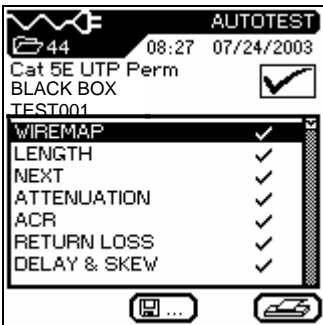 AUTOTEST
44 08:27 07/24/2003
Cat 5E UTP Perm
BLACK BOX
TEST001
WIREMAP
LENGTH
NEXT
ATTENUATION
ACR
RETURN LOSS
DELAY & SKEW
...